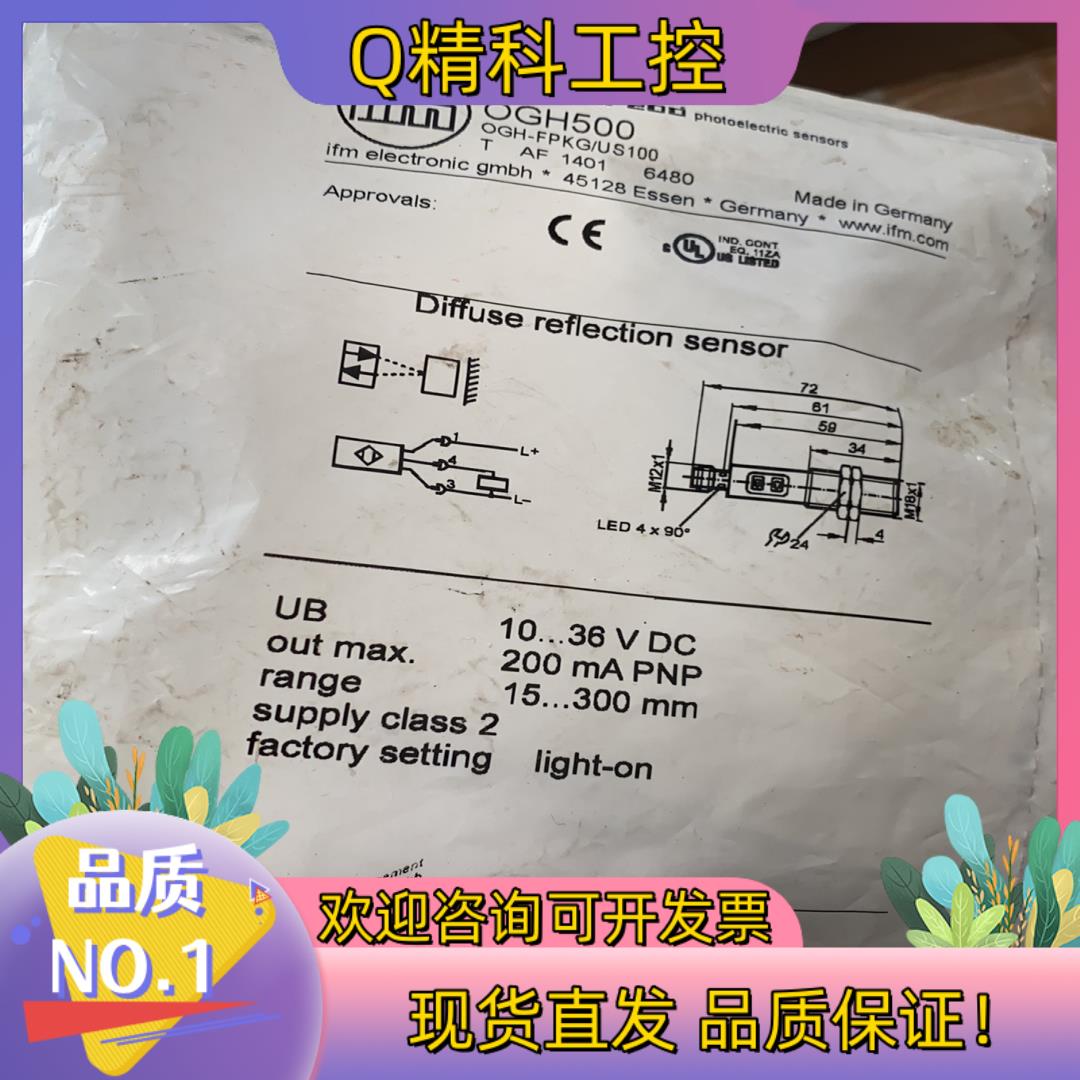 Q精科工控
photoelectric sensors
ifm
OGH500
OGH-FPKG/US100
T AF 1401 6480
Made in Germany
ifm electronic gmbh * 45128 Essen * Germany * www.ifm.com
Approvals:
CE
c UL US LISTED
IND. CONT.
EQ. 11ZA
Diffuse reflection sensor
72
61
59
34
1
L+
4
3
L-
M12x1
M18x1
LED 4 x 90°
24
4
UB 10...36 V DC
out max. 200 mA PNP
range 15...300 mm
supply class 2
factory setting light-on
品质
NO.1
欢迎咨询可开发票
现货直发 品质保证!